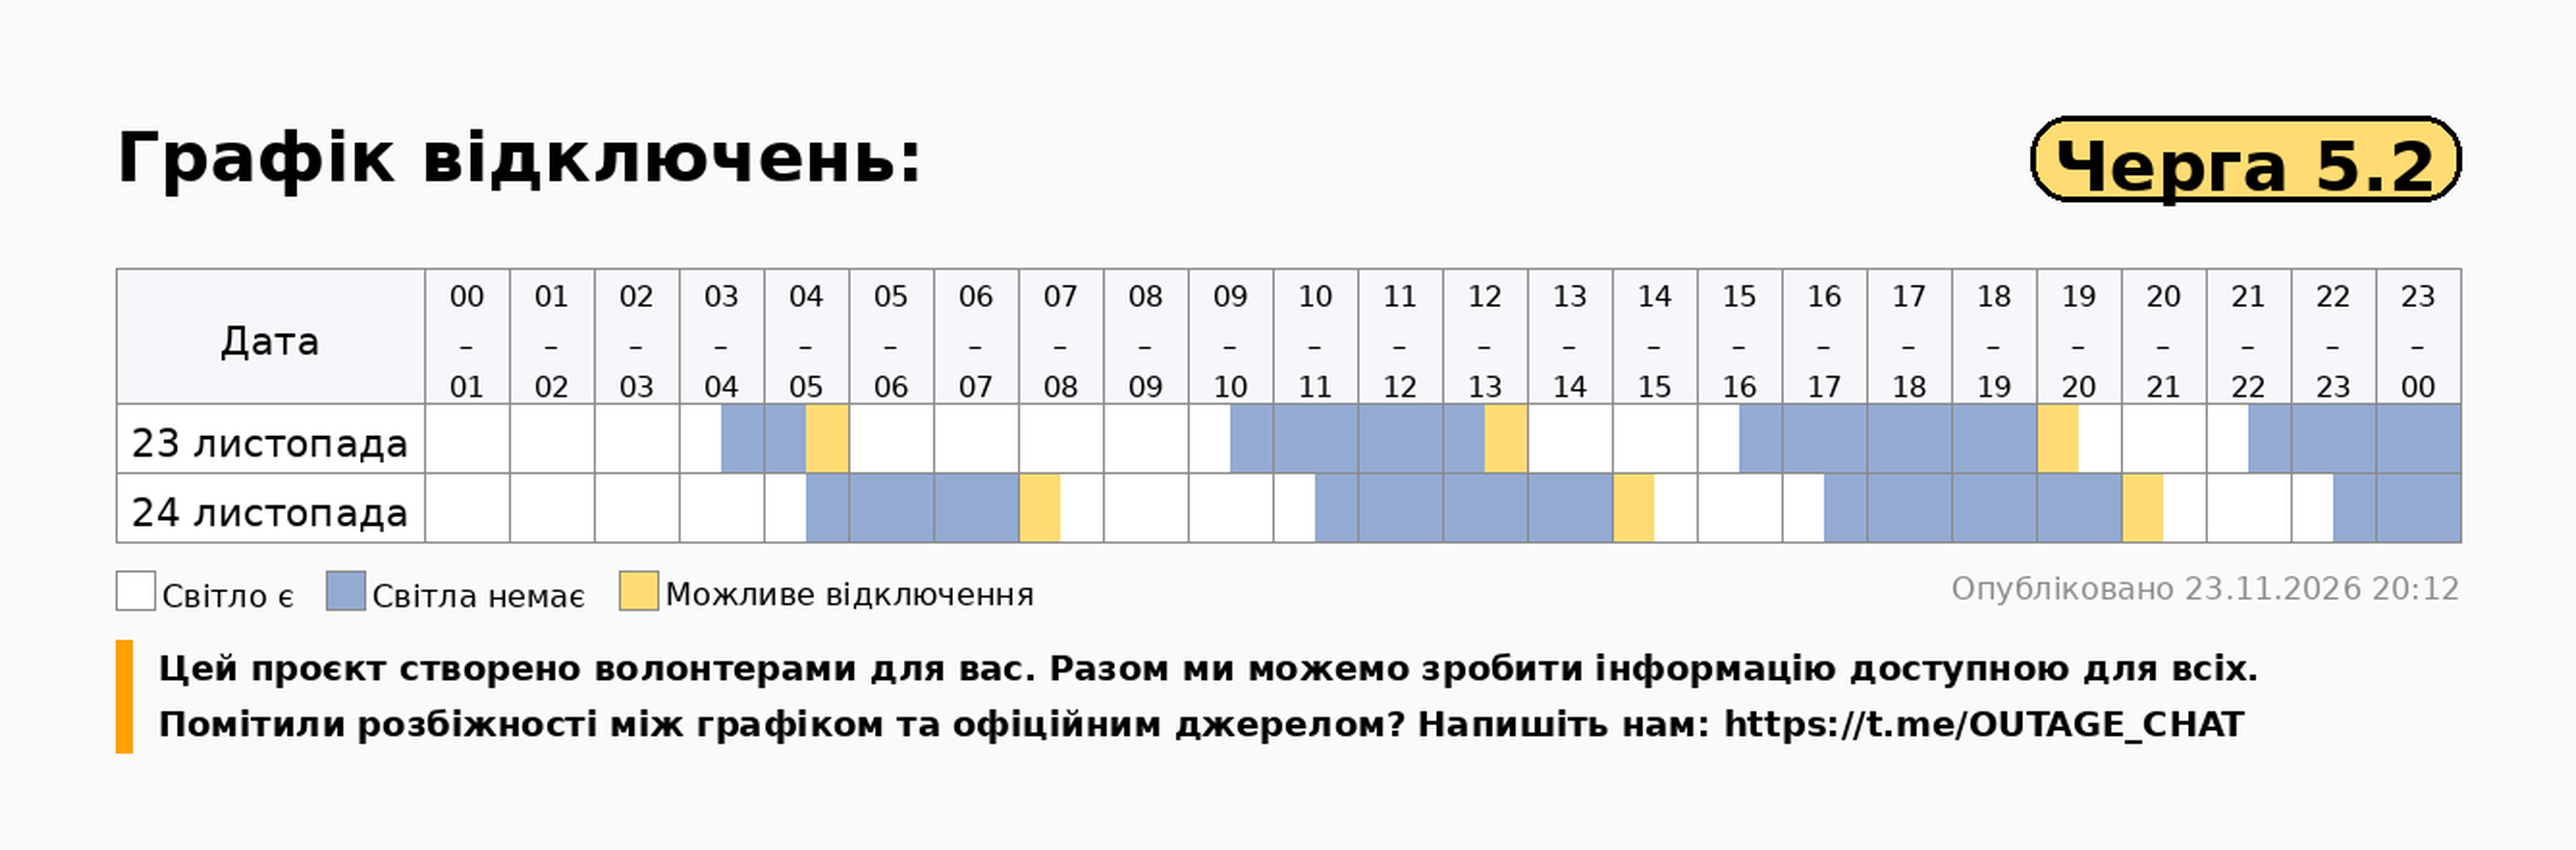 Графік відключень:
Черга 5.2
Дата
00 – 01
01 – 02
02 – 03
03 – 04
04 – 05
05 – 06
06 – 07
07 – 08
08 – 09
09 – 10
10 – 11
11 – 12
12 – 13
13 – 14
14 – 15
15 – 16
16 – 17
17 – 18
18 – 19
19 – 20
20 – 21
21 – 22
22 – 23
23 – 00
23 листопада
24 листопада
Світло є
Світла немає
Можливе відключення
Опубліковано 23.11.2026 20:12
Цей проєкт створено волонтерами для вас. Разом ми можемо зробити інформацію доступною для всіх.
Помітили розбіжності між графіком та офіційним джерелом? Напишіть нам: https://t.me/OUTAGE_CHAT